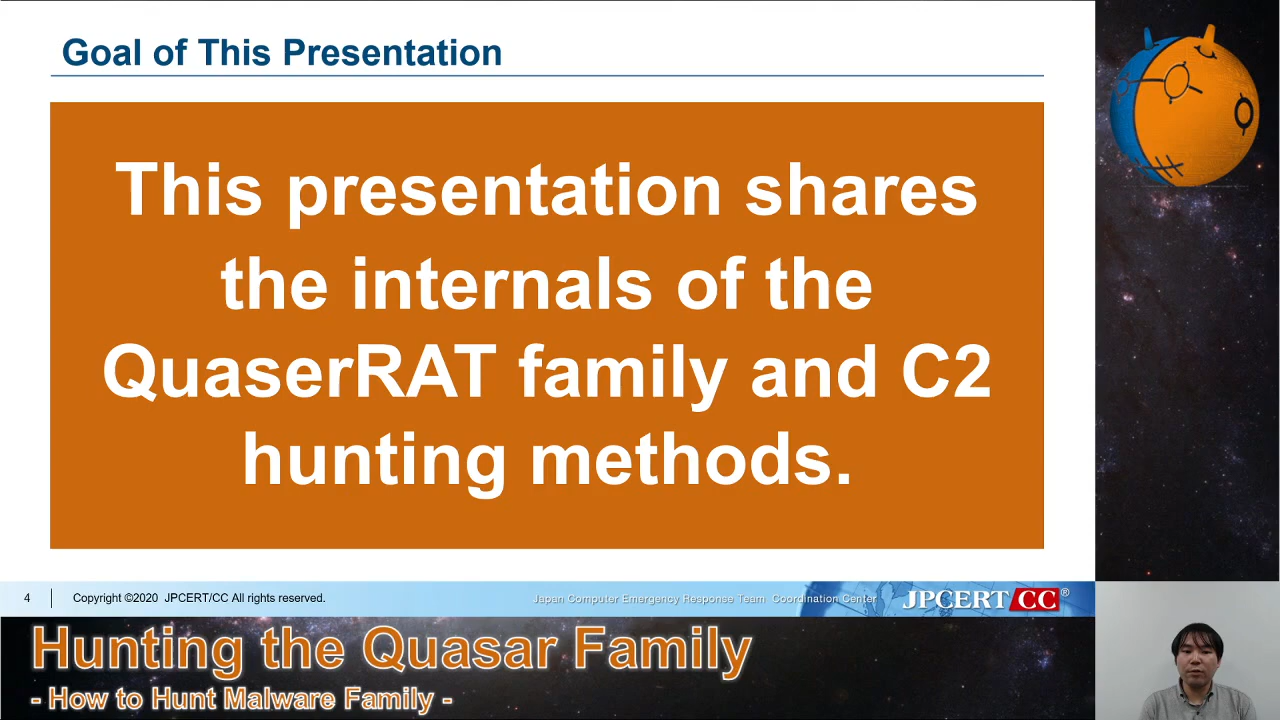 Goal of This Presentation
This presentation shares
the internals of the
QuaserRAT family and C2
hunting methods.
4
Copyright ©2020 JPCERT/CC All rights reserved.
Japan Computer Emergency Response Team Coordination Center
JPCERT CC®
Hunting the Quasar Family
- How to Hunt Malware Family -